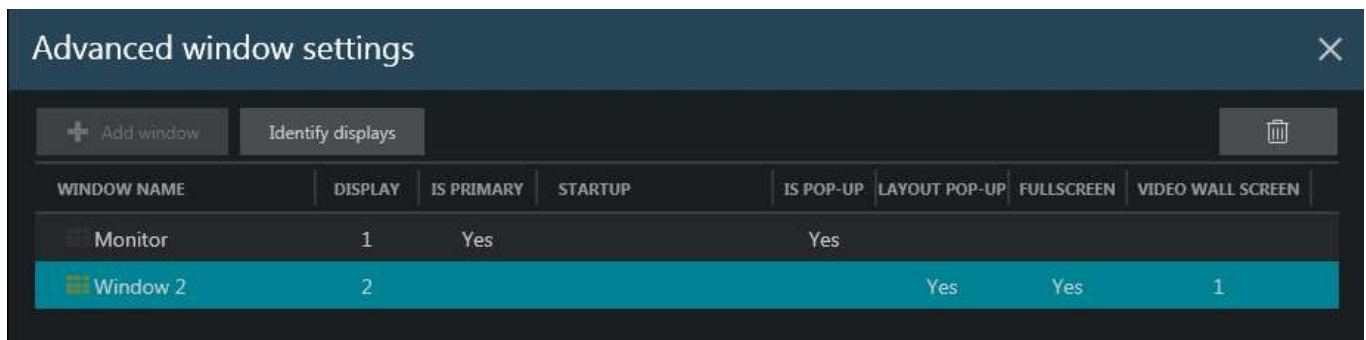 Advanced window settings
Add window Identify displays
WINDOW NAME DISPLAY IS PRIMARY STARTUP IS POP-UP LAYOUT POP-UP FULLSCREEN VIDEO WALL SCREEN
Monitor 1 Yes Yes
Window 2 2 Yes Yes 1